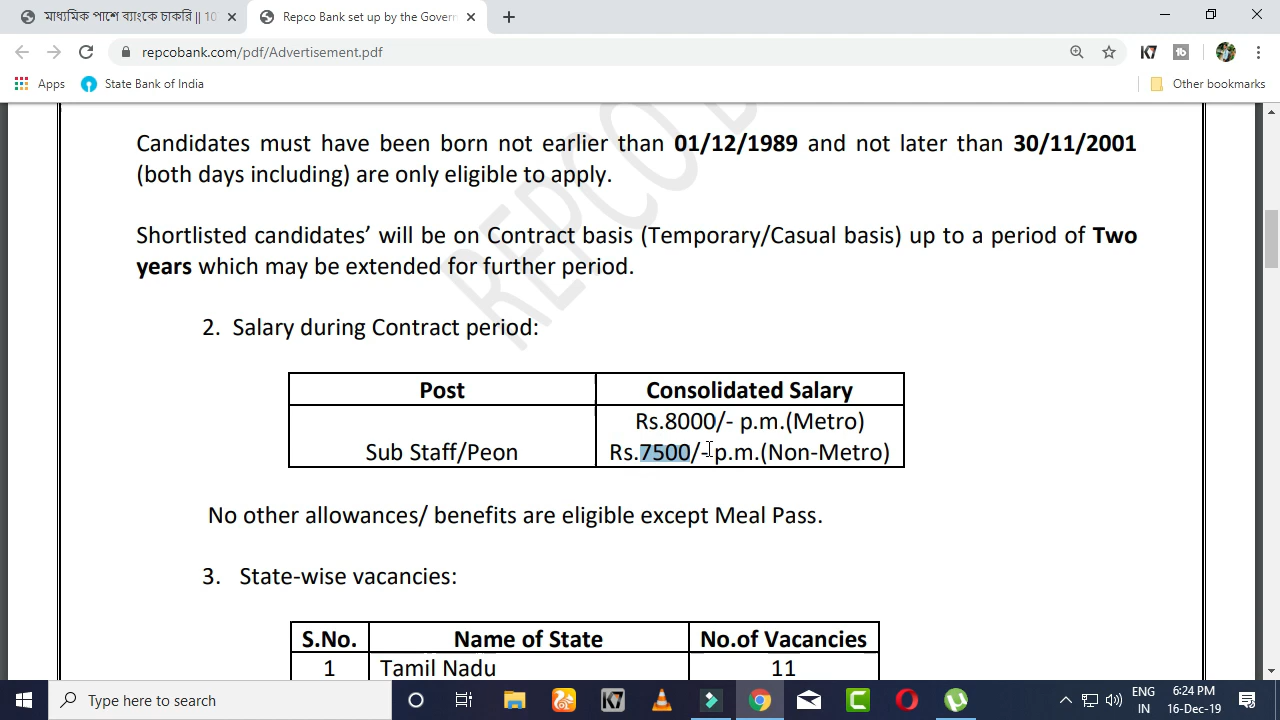 মাধ্যমিক পাশে ব্যাংকে চাকরি || 10
Repco Bank set up by the Govern
repcobank.com/pdf/Advertisement.pdf
K7
tb
Apps
State Bank of India
Other bookmarks
REPCO B
Candidates must have been born not earlier than 01/12/1989 and not later than 30/11/2001
(both days including) are only eligible to apply.
Shortlisted candidates’ will be on Contract basis (Temporary/Casual basis) up to a period of Two
years which may be extended for further period.
2. Salary during Contract period:
Post Consolidated Salary
Rs.8000/- p.m.(Metro)
Sub Staff/Peon Rs.7500/- p.m.(Non-Metro)
No other allowances/ benefits are eligible except Meal Pass.
3. State-wise vacancies:
S.No. Name of State No.of Vacancies
1 Tamil Nadu 11
Type here to search
K7
C
ENG
IN
6:24 PM
16-Dec-19